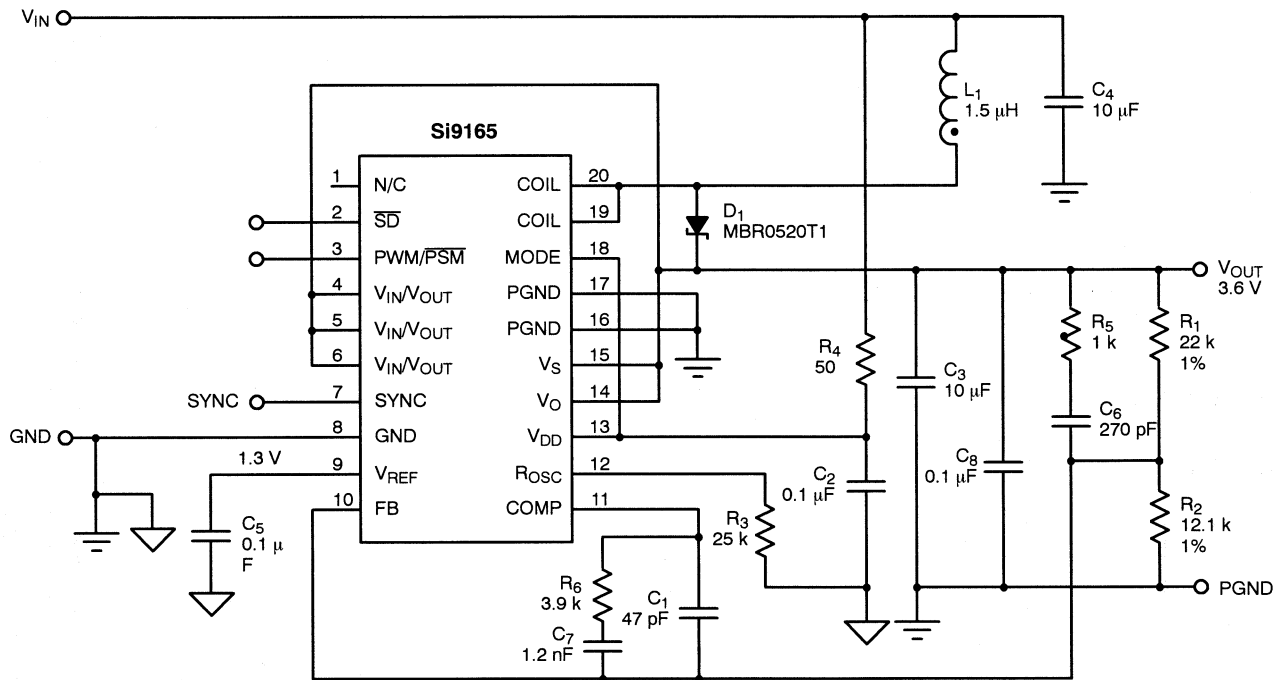 V_IN
L1
1.5 μH
C4
10 μF
Si9165
1
N/C
COIL
20
2
SD
COIL
19
3
PWM/PSM
MODE
18
4
VIN/VOUT
PGND
17
5
VIN/VOUT
PGND
16
6
VIN/VOUT
VS
15
SYNC
7
SYNC
VO
14
GND
8
GND
VDD
13
1.3 V
9
VREF
ROSC
12
10
FB
COMP
11
D1
MBR0520T1
VOUT
3.6 V
R4
50
C3
10 μF
R5
1 k
R1
22 k
1%
C6
270 pF
C8
0.1 μF
C2
0.1 μF
R2
12.1 k
1%
R3
25 k
C5
0.1 μ
F
R6
3.9 k
C1
47 pF
C7
1.2 nF
PGND